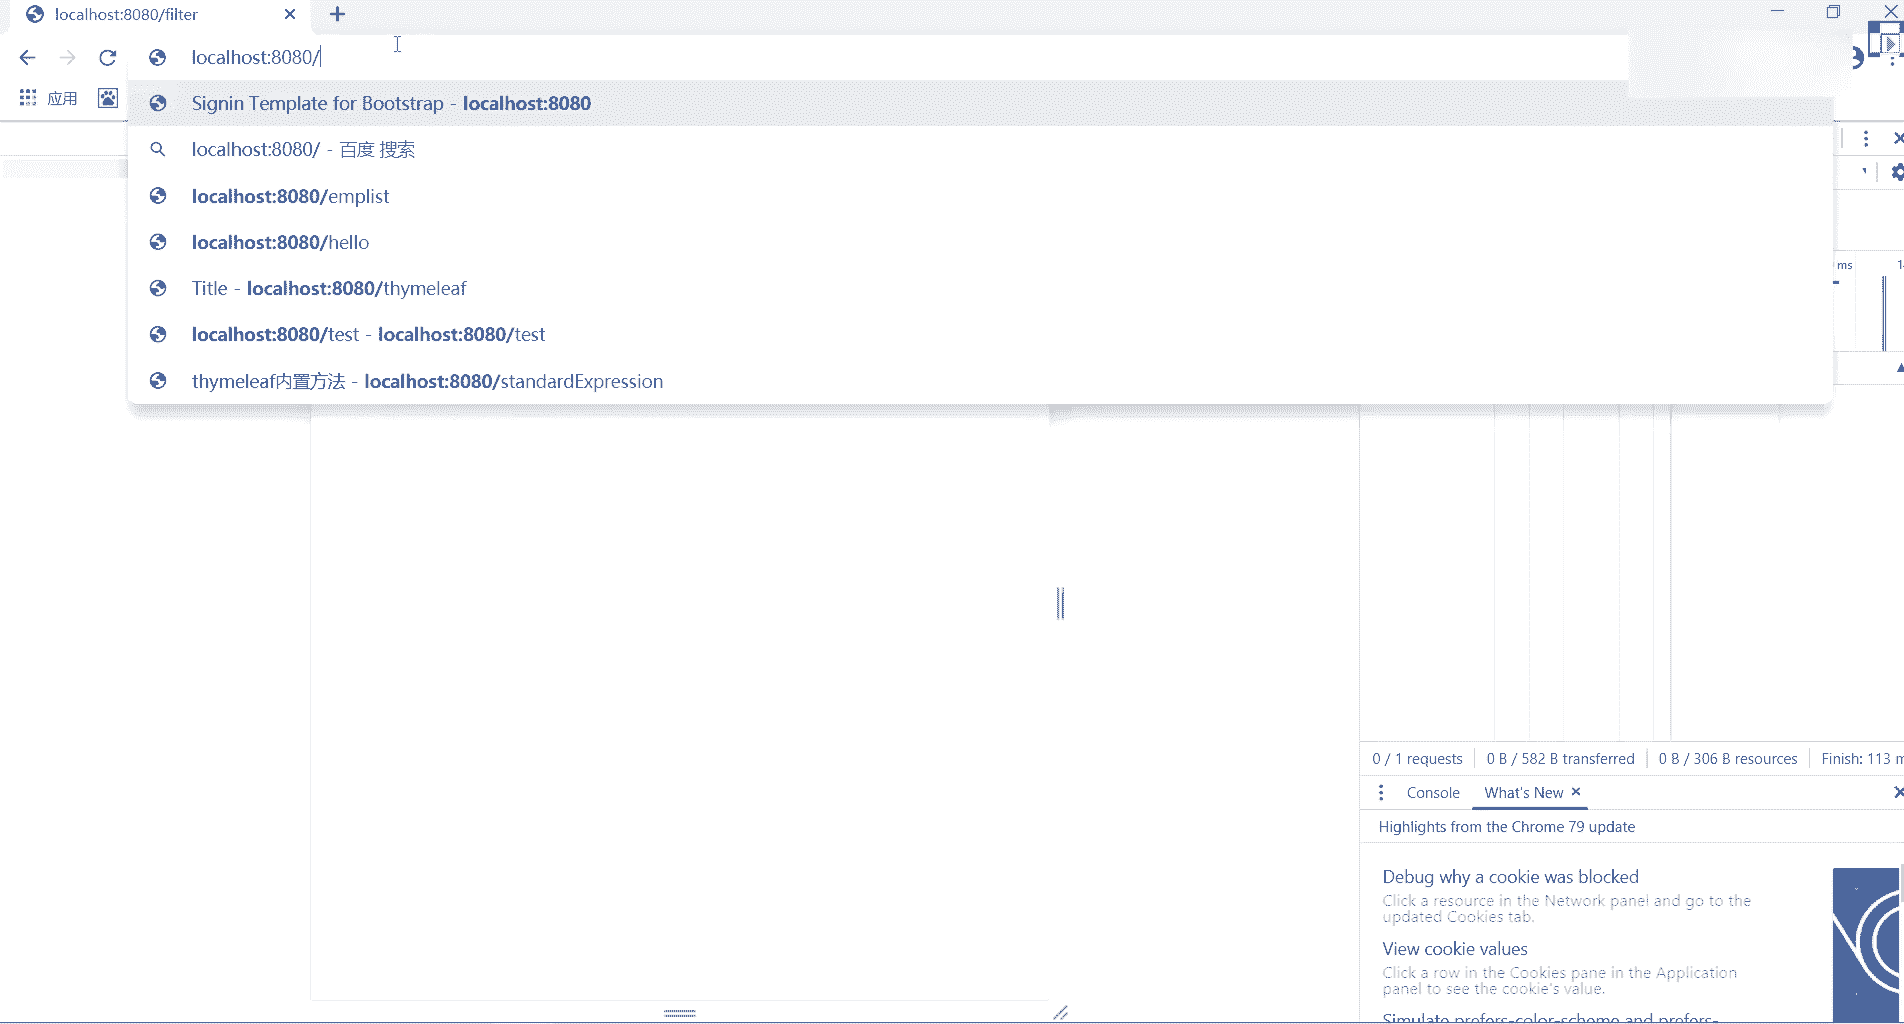 localhost:8080/filter
localhost:8080/
应用
Signin Template for Bootstrap - localhost:8080
localhost:8080/ - 百度 搜索
localhost:8080/emplist
localhost:8080/hello
Title - localhost:8080/thymeleaf
localhost:8080/test - localhost:8080/test
thymeleaf内置方法 - localhost:8080/standardExpression
ms
0 / 1 requests
0 B / 582 B transferred
0 B / 306 B resources
Finish: 113 m
Console
What's New
Highlights from the Chrome 79 update
Debug why a cookie was blocked
Click a resource in the Network panel and go to the
updated Cookies tab.
View cookie values
Click a row in the Cookies pane in the Application
panel to see the cookie's value.
Simulate prefers-color-scheme and prefers-